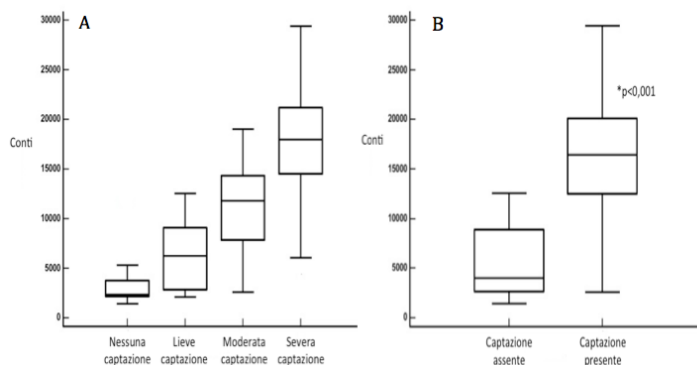 A
30000
25000
20000
Conti
15000
10000
5000
0
Nessuna
captazione
Lieve
captazione
Moderata
captazione
Severa
captazione
B
30000
25000
*p<0,001
20000
Conti
15000
10000
5000
0
Captazione
assente
Captazione
presente